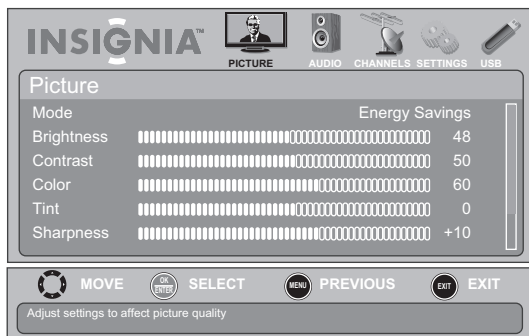 INSIGNIA™
PICTURE AUDIO CHANNELS SETTINGS USB
Picture
Mode Energy Savings
Brightness 48
Contrast 50
Color 60
Tint 0
Sharpness +10
MOVE OK ENTER SELECT MENU PREVIOUS EXIT EXIT
Adjust settings to affect picture quality